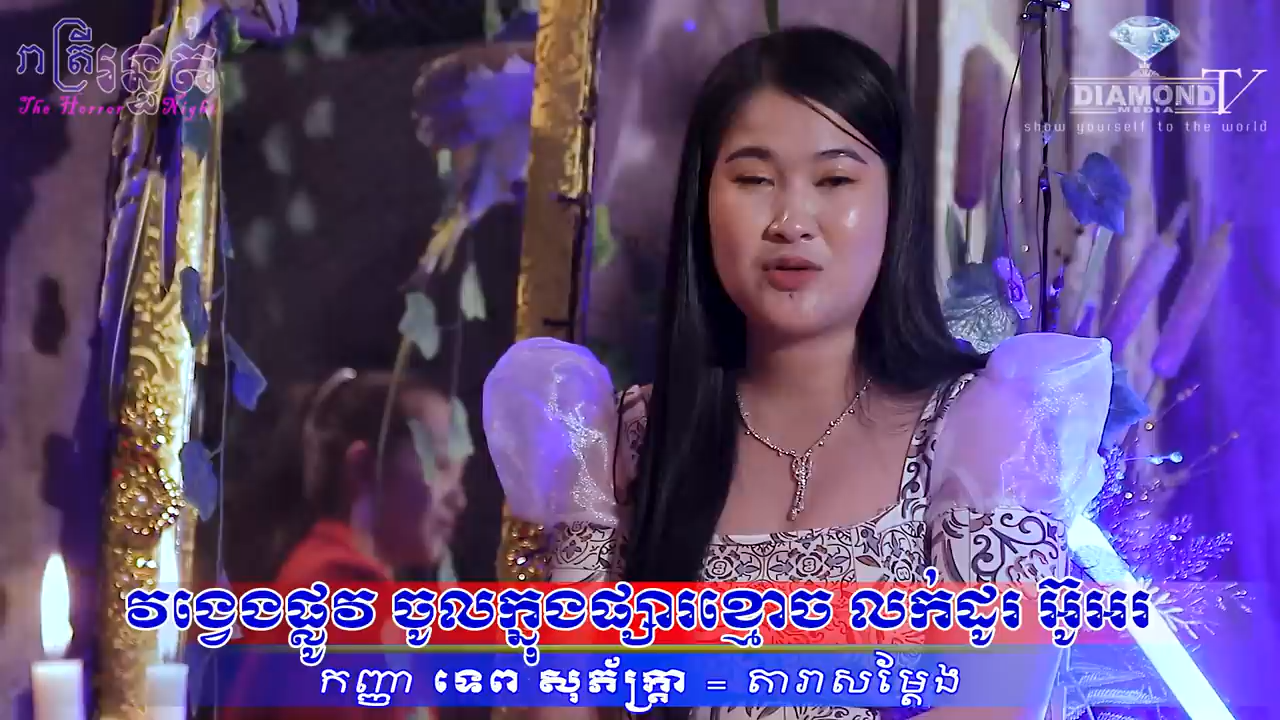 រាត្រីរន្ធត់
The Horror Night
DIAMOND TV
MEDIA
show yourself to the world
វង្វេងផ្លូវ ចូលក្នុងផ្សារខ្មោច លក់ដូរ អ៊ូអរ
កញ្ញា ទេព សុភ័ក្ត្រា = តារាសម្ដែង